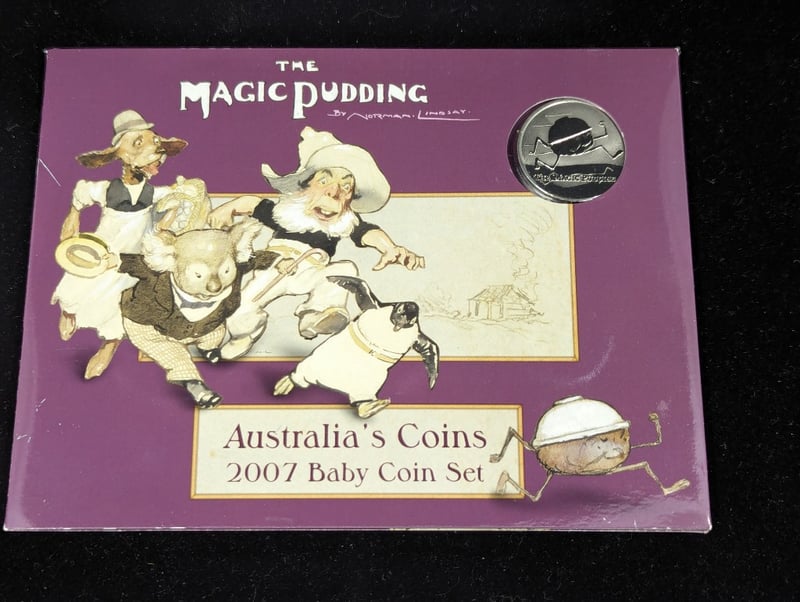 THE
MAGIC PUDDING
BY NORMAN LINDSAY.
The Magic Pudding
Australia's Coins
2007 Baby Coin Set